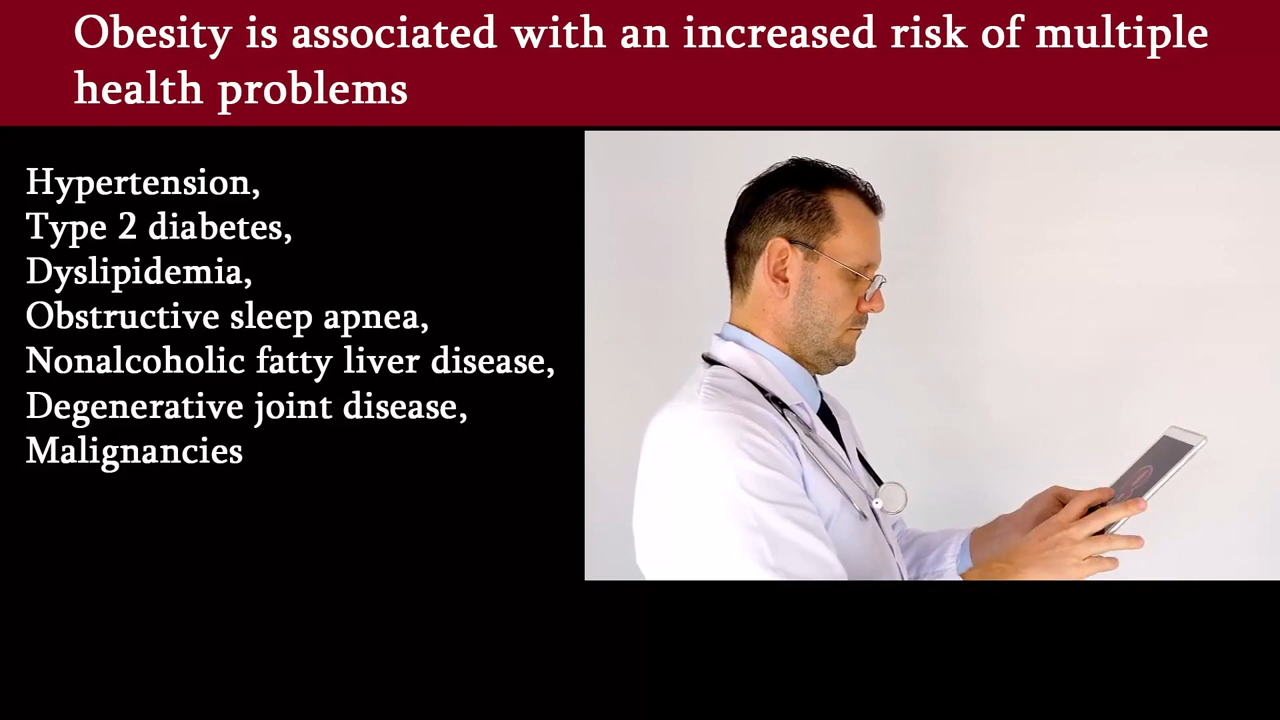 Obesity is associated with an increased risk of multiple
health problems
Hypertension,
Type 2 diabetes,
Dyslipidemia,
Obstructive sleep apnea,
Nonalcoholic fatty liver disease,
Degenerative joint disease,
Malignancies